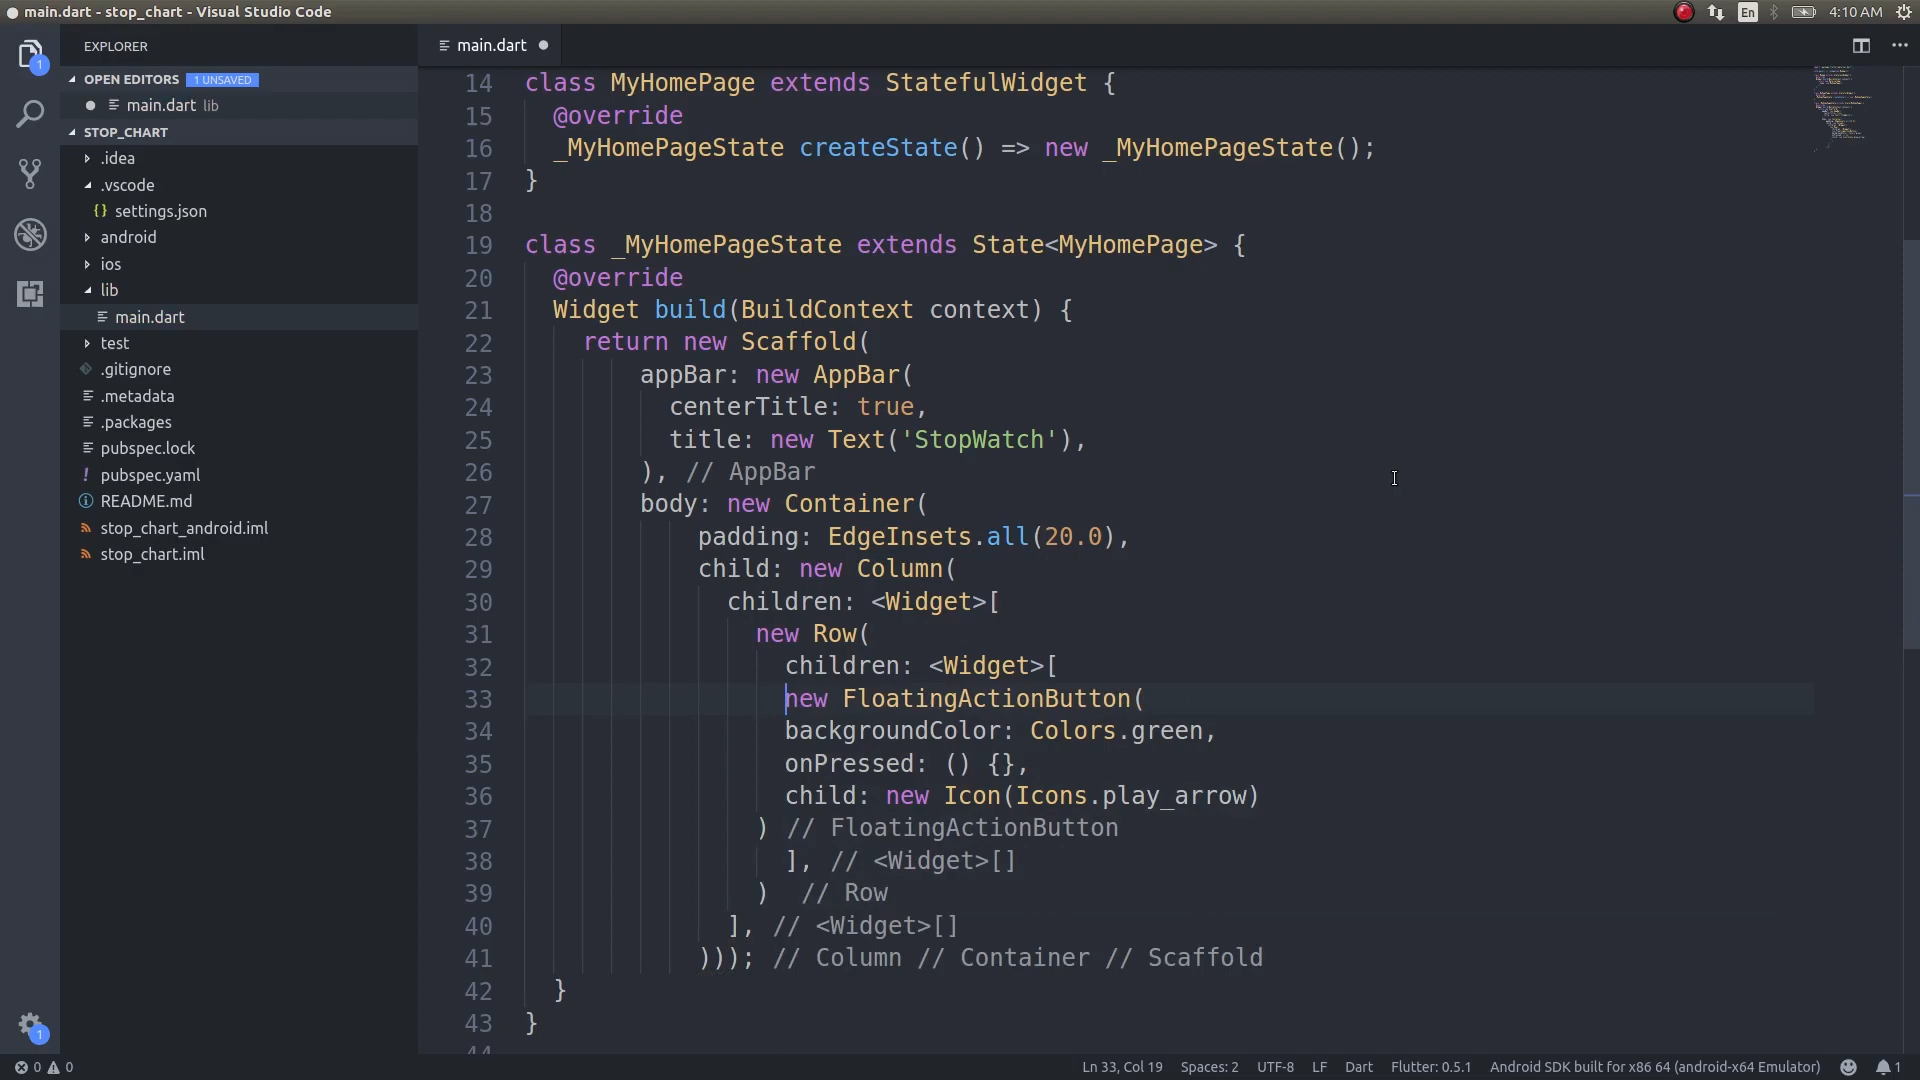 main.dart - stop_chart - Visual Studio Code
En
4:10 AM
EXPLORER
main.dart
1
OPEN EDITORS 1 UNSAVED
main.dart lib
STOP_CHART
.idea
.vscode
{} settings.json
android
ios
lib
main.dart
test
.gitignore
.metadata
.packages
pubspec.lock
! pubspec.yaml
README.md
stop_chart_android.iml
stop_chart.iml
1
14 class MyHomePage extends StatefulWidget {
15 @override
16 _MyHomePageState createState() => new _MyHomePageState();
17 }
18
19 class _MyHomePageState extends State<MyHomePage> {
20 @override
21 Widget build(BuildContext context) {
22 return new Scaffold(
23 appBar: new AppBar(
24 centerTitle: true,
25 title: new Text('StopWatch'),
26 ), // AppBar
27 body: new Container(
28 padding: EdgeInsets.all(20.0),
29 child: new Column(
30 children: <Widget>[
31 new Row(
32 children: <Widget>[
33 new FloatingActionButton(
34 backgroundColor: Colors.green,
35 onPressed: () {},
36 child: new Icon(Icons.play_arrow)
37 ) // FloatingActionButton
38 ], // <Widget>[]
39 ) // Row
40 ], // <Widget>[]
41 ))); // Column // Container // Scaffold
42 }
43 }
44
0 0
Ln 33, Col 19 Spaces: 2 UTF-8 LF Dart Flutter: 0.5.1 Android SDK built for x86 64 (android-x64 Emulator) 1